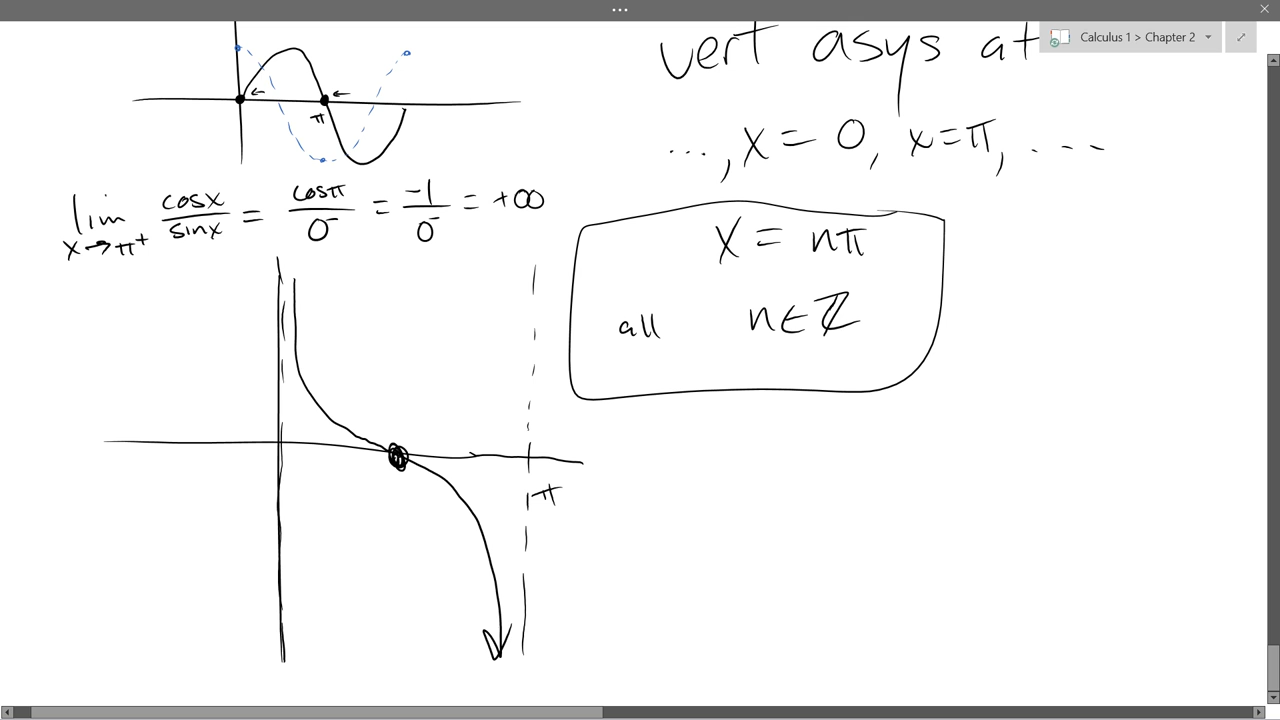 ...
Calculus 1 > Chapter 2
vert asys at
..., x = 0, x = π, ...
π
lim x→π⁺ cosx/sinx = cosπ/0⁻ = -1/0⁻ = +∞
x = nπ
all n∈ℤ
π